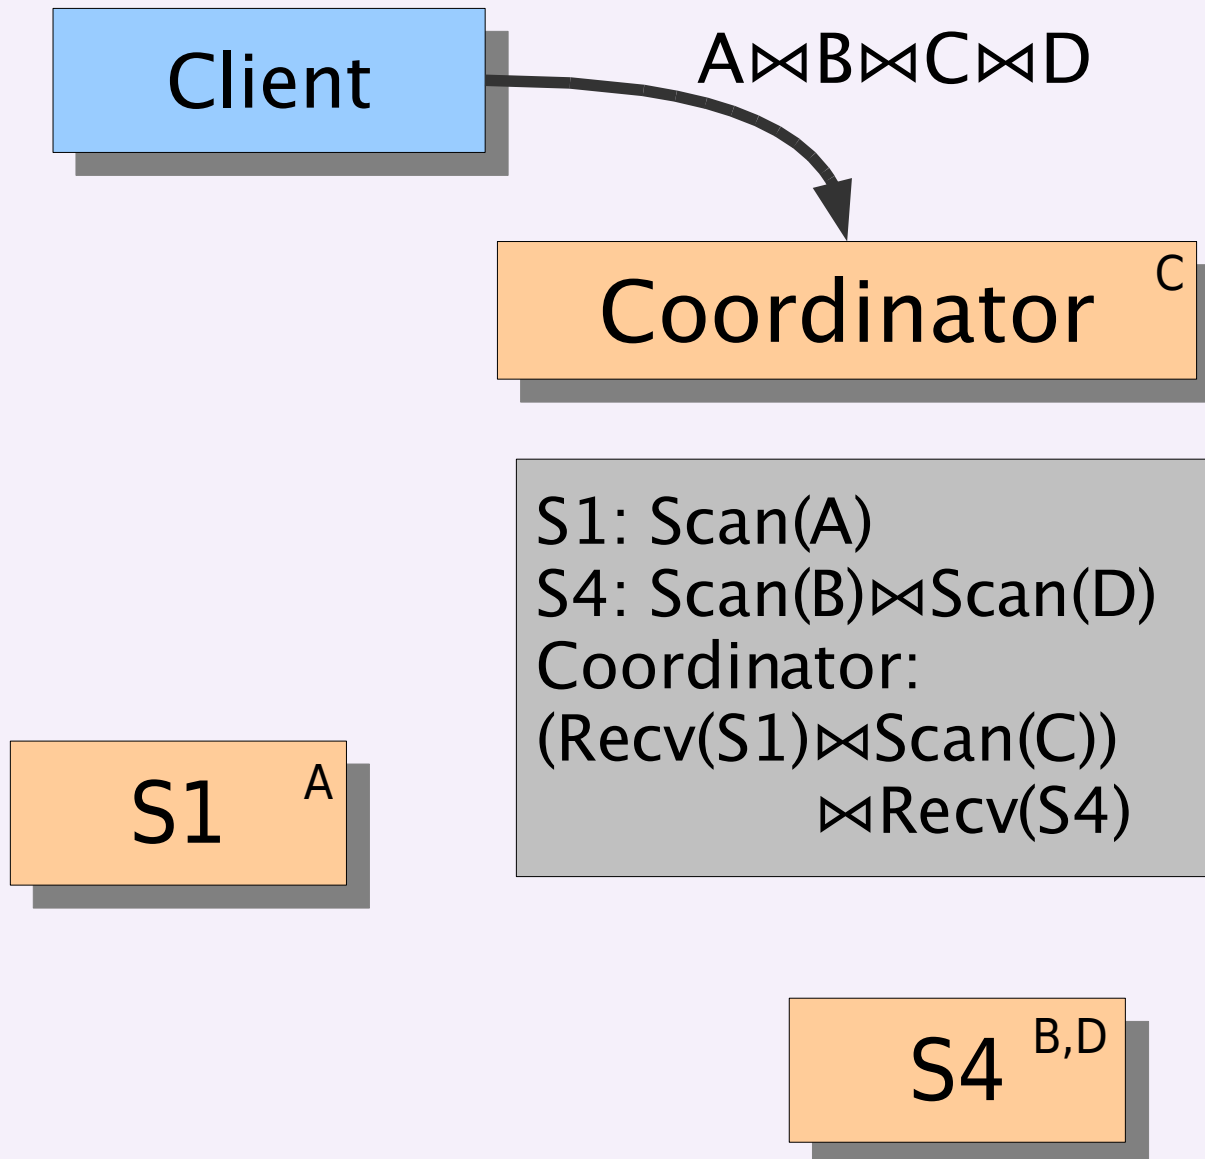 Client
A⋈B⋈C⋈D
Coordinator
C
S1: Scan(A)
S4: Scan(B)⋈Scan(D)
Coordinator:
(Recv(S1)⋈Scan(C))
⋈Recv(S4)
S1
A
S4
B,D